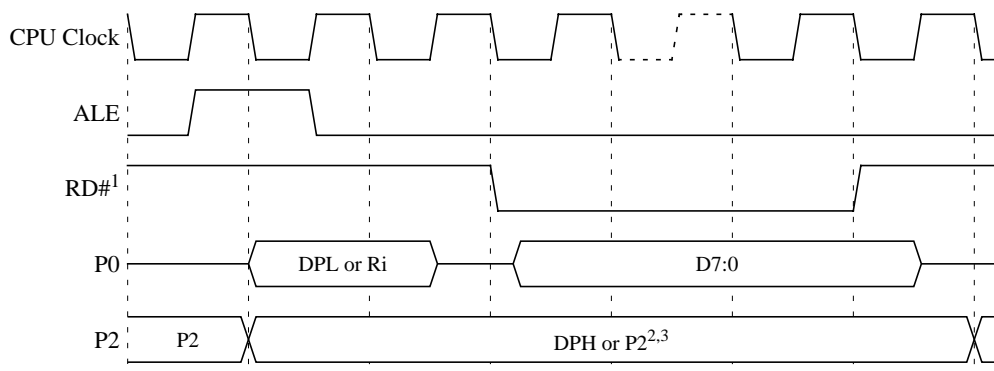 CPU Clock
ALE
RD#1
P0 DPL or Ri D7:0
P2 P2 DPH or P22,3